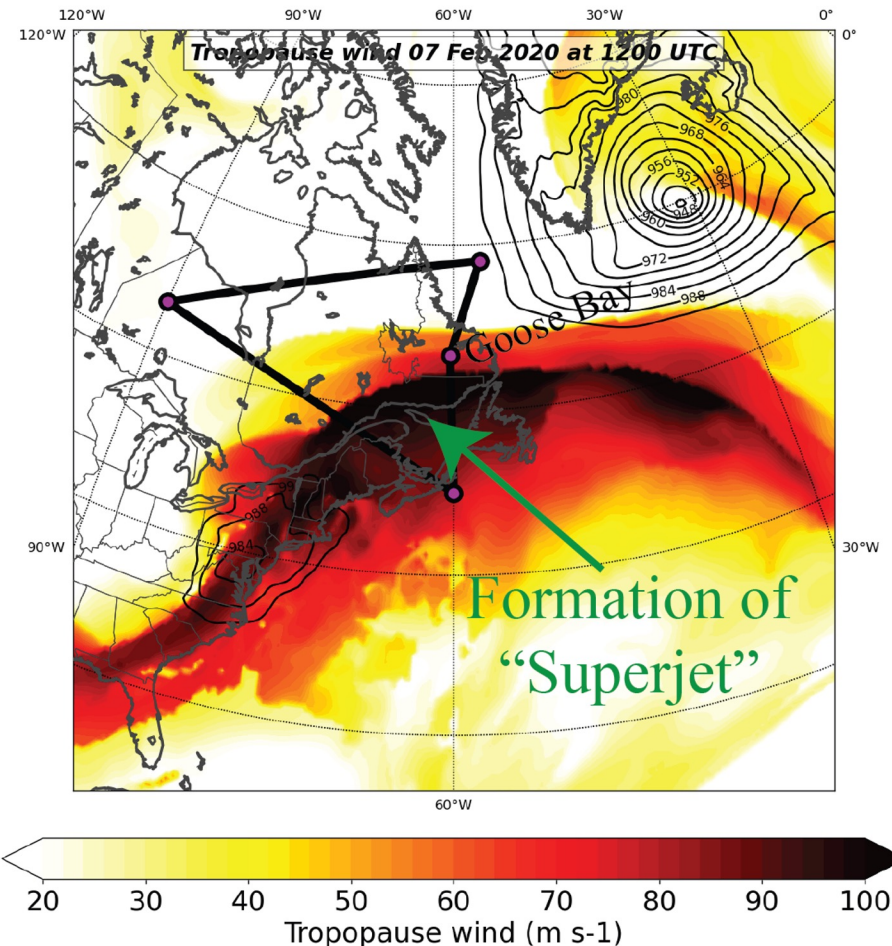 120°W 90°W 60°W 30°W 0°
120°W 0°
Tropopause wind 07 Feb 2020 at 1200 UTC
980
976
968
956
964
952
948
960
972
984
988
Goose Bay
988
984
90°W 30°W
Formation of
“Superjet”
60°W
20 30 40 50 60 70 80 90 100
Tropopause wind (m s-1)